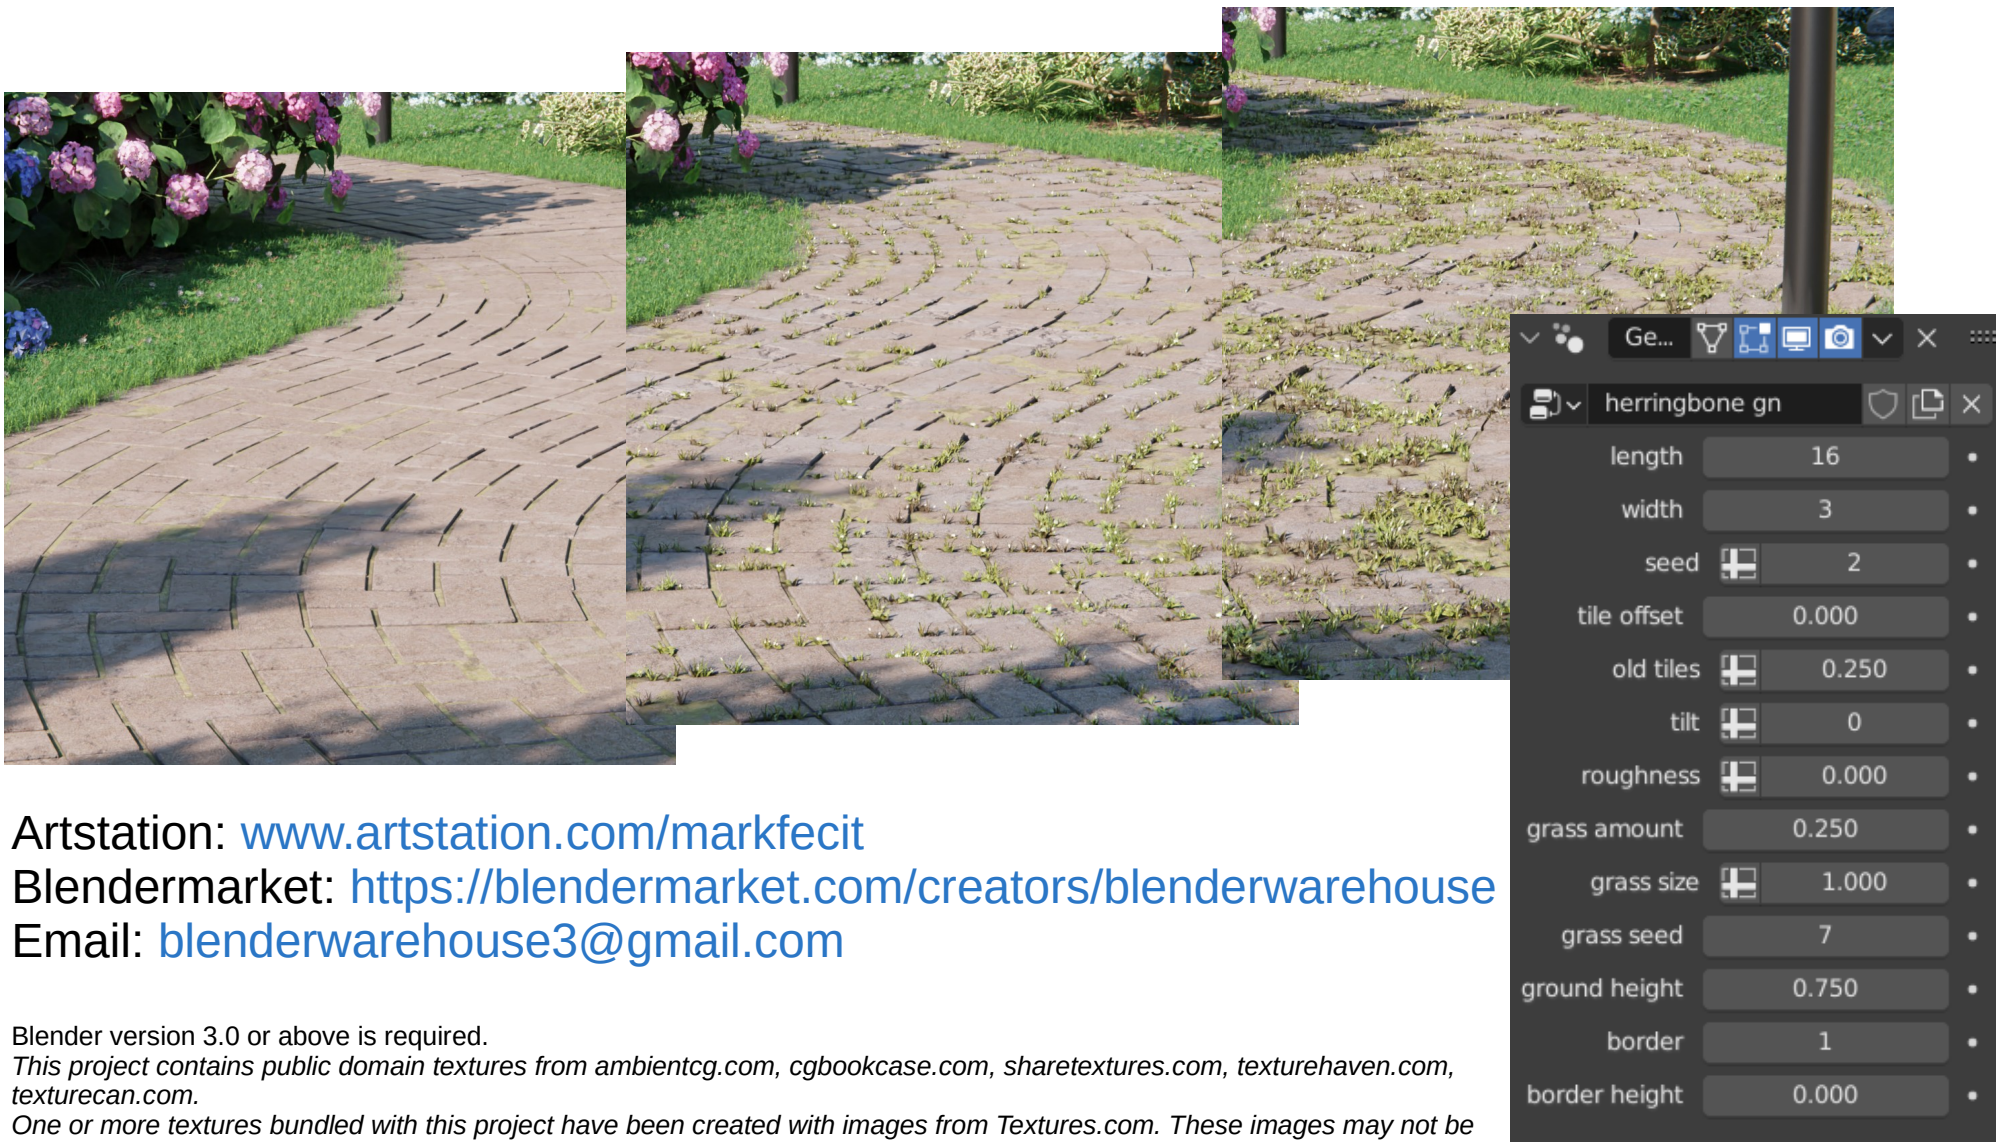 Ge...
herringbone gn
length 16
width 3
seed 2
tile offset 0.000
old tiles 0.250
tilt 0
roughness 0.000
grass amount 0.250
grass size 1.000
grass seed 7
ground height 0.750
border 1
border height 0.000
Artstation: www.artstation.com/markfecit
Blendermarket: https://blendermarket.com/creators/blenderwarehouse
Email: blenderwarehouse3@gmail.com
Blender version 3.0 or above is required.
This project contains public domain textures from ambientcg.com, cgbookcase.com, sharetextures.com, texturehaven.com,
texturecan.com.
One or more textures bundled with this project have been created with images from Textures.com. These images may not be